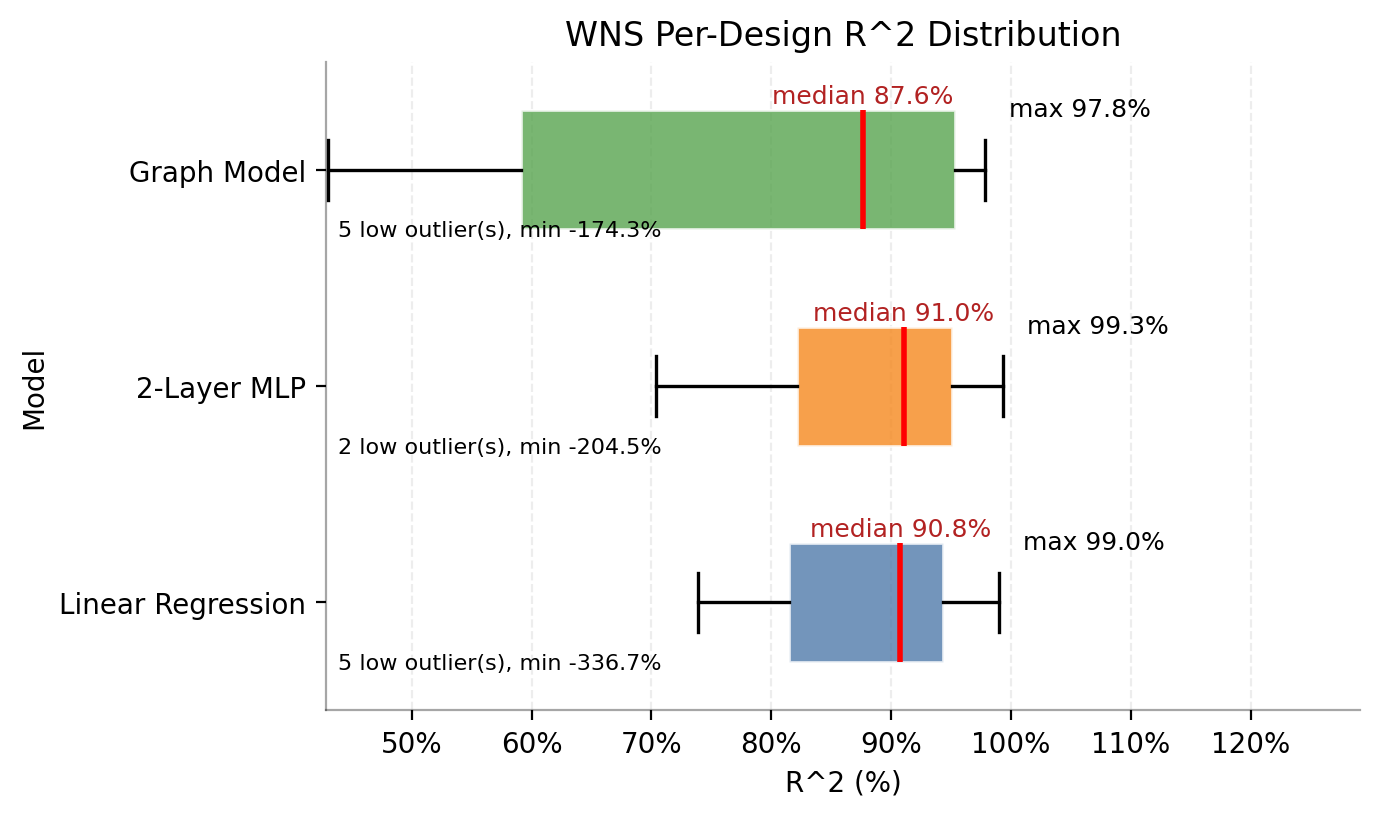 WNS Per-Design R^2 Distribution
median 87.6%
max 97.8%
Graph Model
5 low outlier(s), min -174.3%
median 91.0%
max 99.3%
2-Layer MLP
Model
2 low outlier(s), min -204.5%
median 90.8%
max 99.0%
Linear Regression
5 low outlier(s), min -336.7%
50% 60% 70% 80% 90% 100% 110% 120%
R^2 (%)